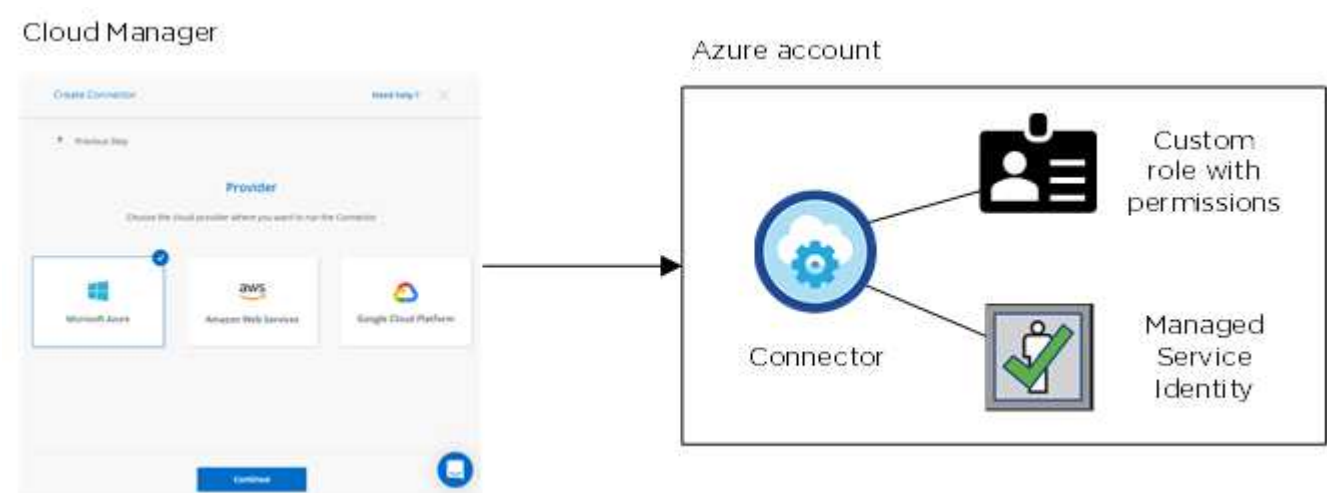 Cloud Manager
Create Connector
Need help?
Previous Step
Provider
Choose the cloud provider where you want to run the Connector
Microsoft Azure
aws
Amazon Web Services
Google Cloud Platform
Continue
Azure account
Connector
Custom
role with
permissions
Managed
Service
Identity